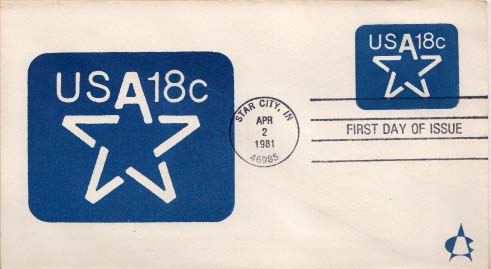 USA18c
USA18c
STAR CITY, IN
APR
2
1981
46985
FIRST DAY OF ISSUE